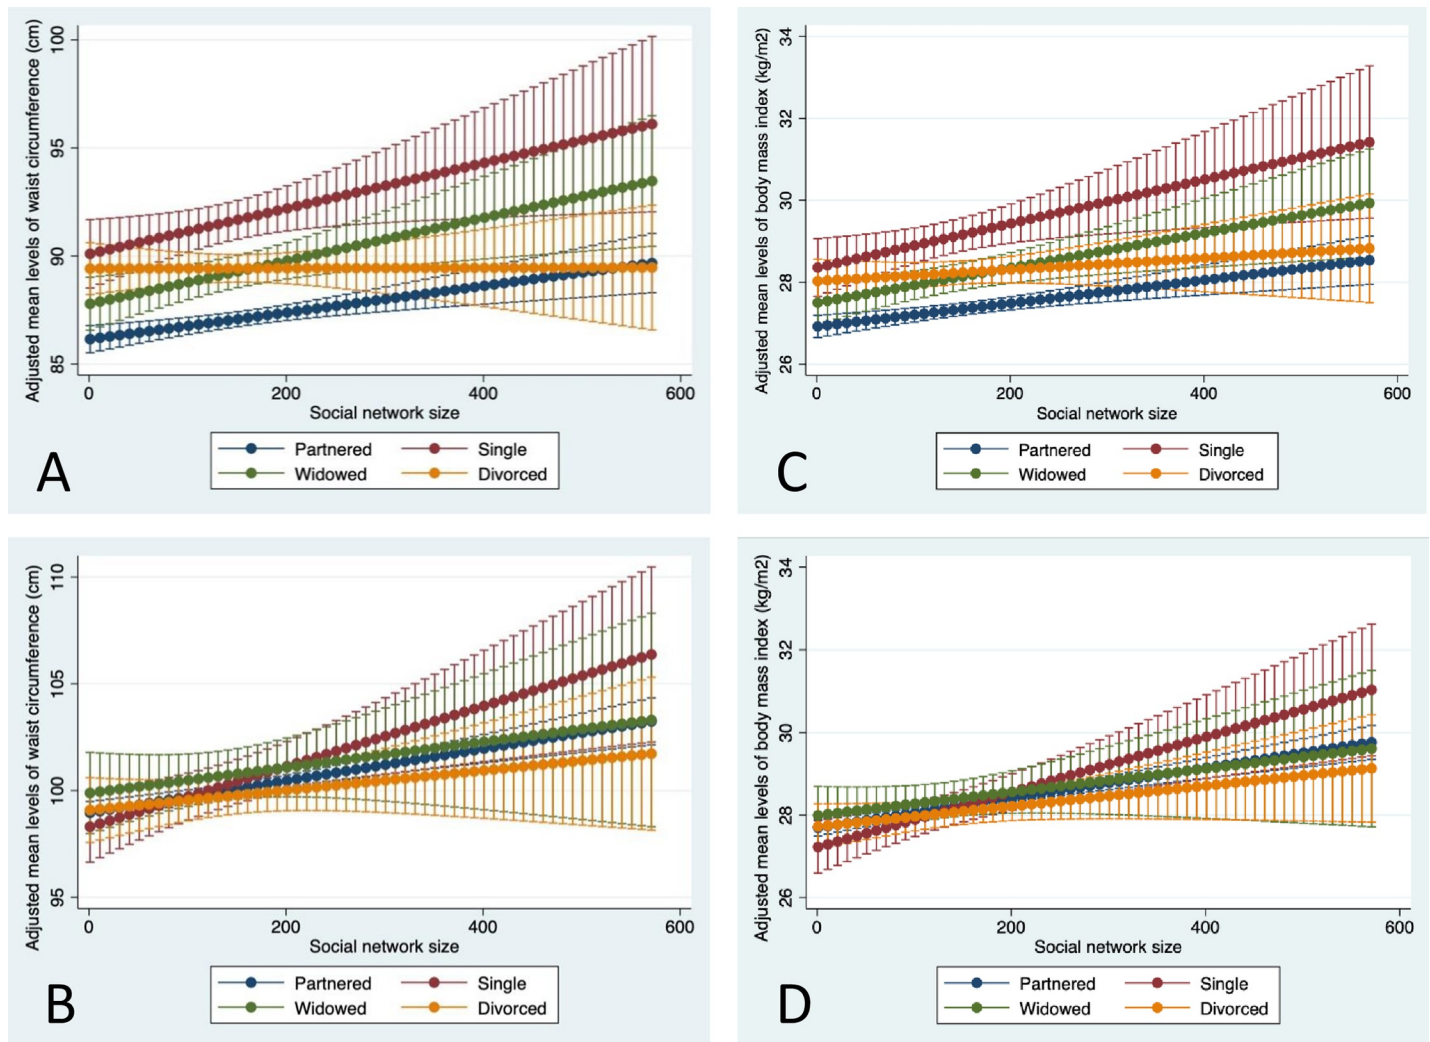 Adjusted mean levels of waist circumference (cm)
100
95
90
85
0 200 400 600
Social network size
Partnered Single
Widowed Divorced
A
Adjusted mean levels of body mass index (kg/m2)
34
32
30
28
26
0 200 400 600
Social network size
Partnered Single
Widowed Divorced
C
Adjusted mean levels of waist circumference (cm)
110
105
100
95
0 200 400 600
Social network size
Partnered Single
Widowed Divorced
B
Adjusted mean levels of body mass index (kg/m2)
34
32
30
28
26
0 200 400 600
Social network size
Partnered Single
Widowed Divorced
D